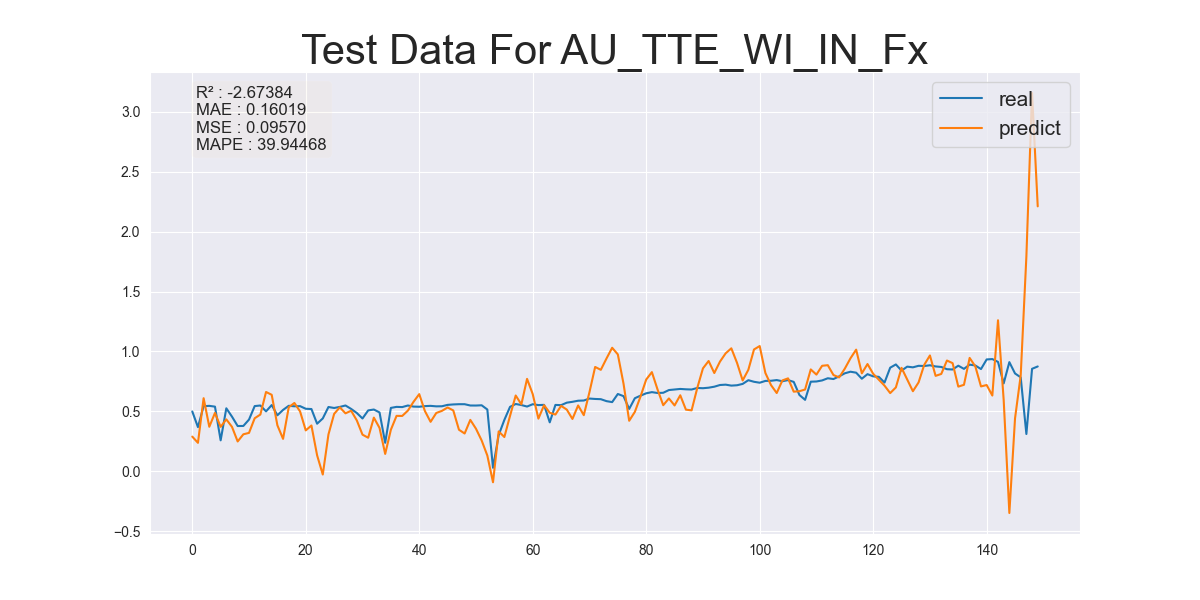 Test Data For AU_TTE_WI_IN_Fx
R² : -2.67384
MAE : 0.16019
MSE : 0.09570
MAPE : 39.94468
real
predict
3.0
2.5
2.0
1.5
1.0
0.5
0.0
−0.5
0 20 40 60 80 100 120 140